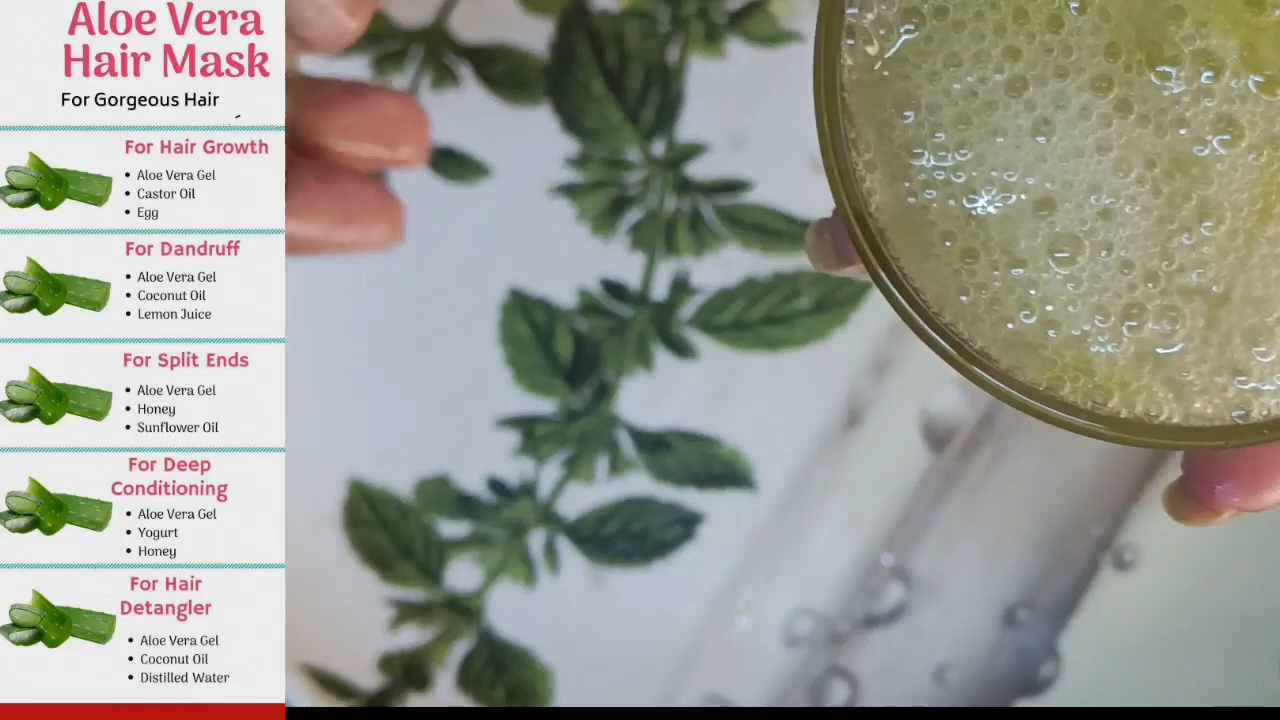 Aloe Vera
Hair Mask
For Gorgeous Hair
For Hair Growth
• Aloe Vera Gel
• Castor Oil
• Egg
For Dandruff
• Aloe Vera Gel
• Coconut Oil
• Lemon Juice
For Split Ends
• Aloe Vera Gel
• Honey
• Sunflower Oil
For Deep
Conditioning
• Aloe Vera Gel
• Yogurt
• Honey
For Hair
Detangler
• Aloe Vera Gel
• Coconut Oil
• Distilled Water